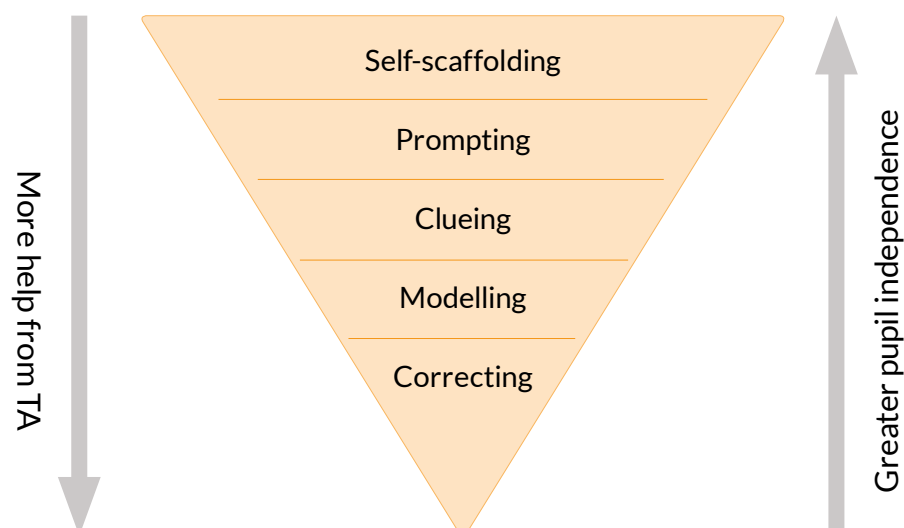 Self-scaffolding
Prompting
Clueing
Modelling
Correcting
More help from TA
Greater pupil independence